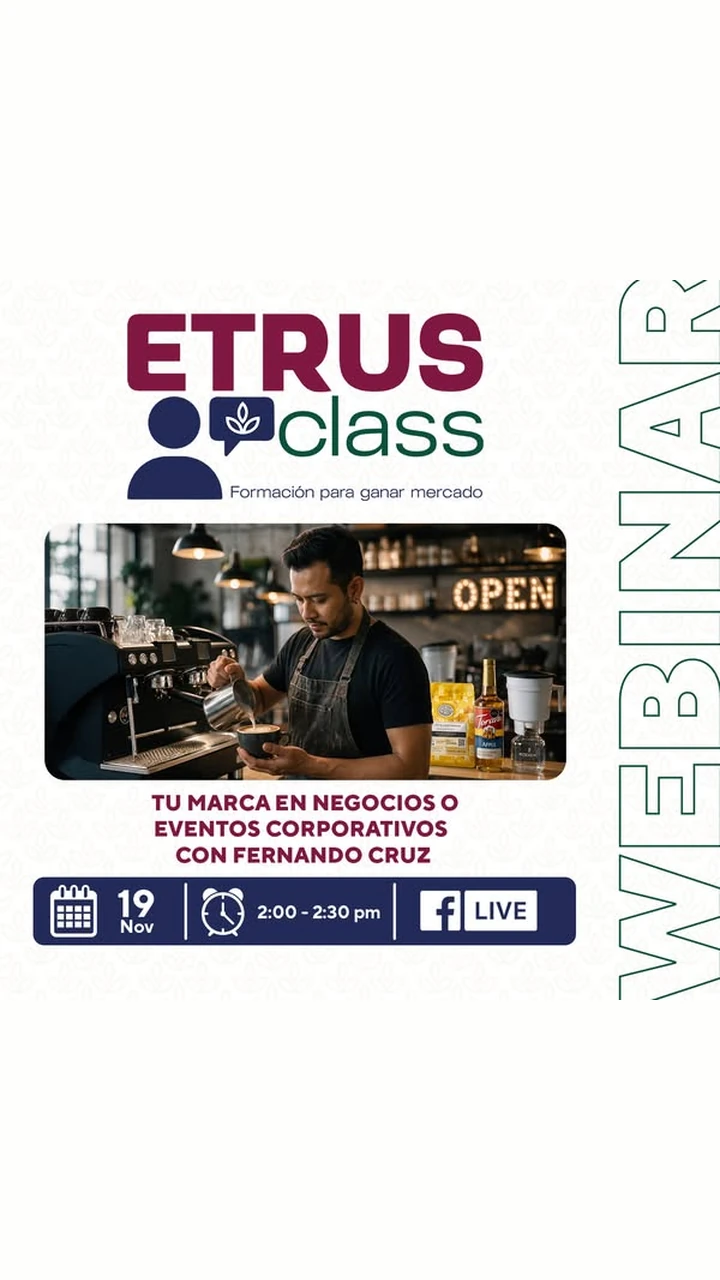 ETRUS
class
Formación para ganar mercado
OPEN
Torani
APPLE
TU MARCA EN NEGOCIOS O
EVENTOS CORPORATIVOS
CON FERNANDO CRUZ
19
Nov
2:00 - 2:30 pm
f LIVE
WEBINAR